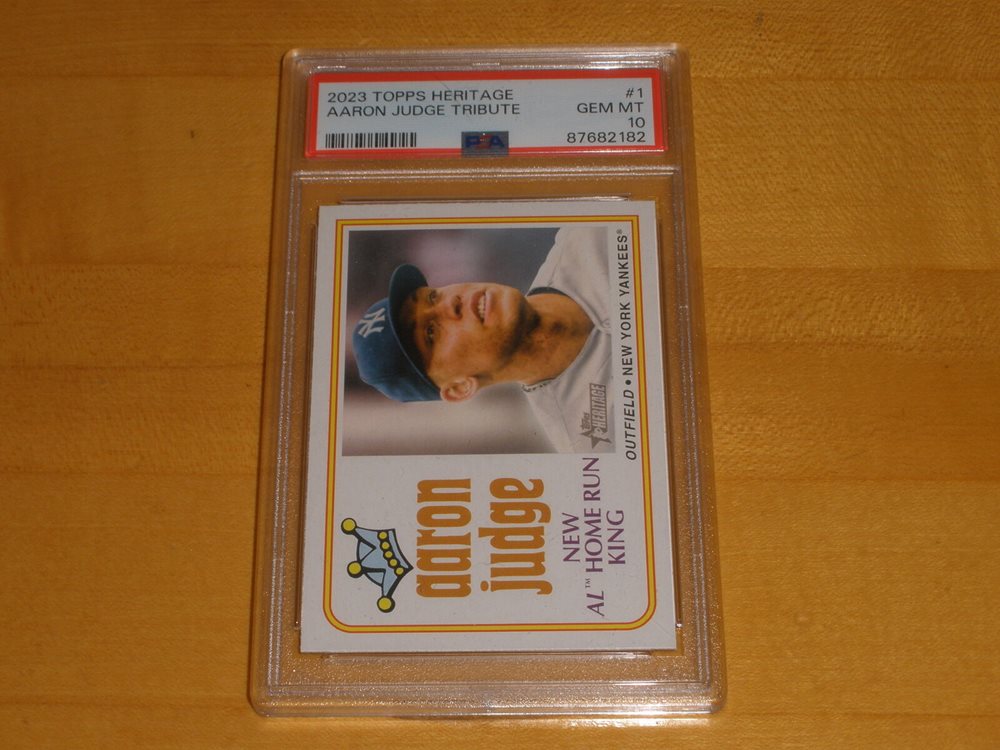 2023 TOPPS HERITAGE #1
AARON JUDGE TRIBUTE GEM MT
10
PSA 87682182
NY
topps
HERITAGE
OUTFIELD • NEW YORK YANKEES®
aaron
judge
NEW
AL™ HOME RUN
KING